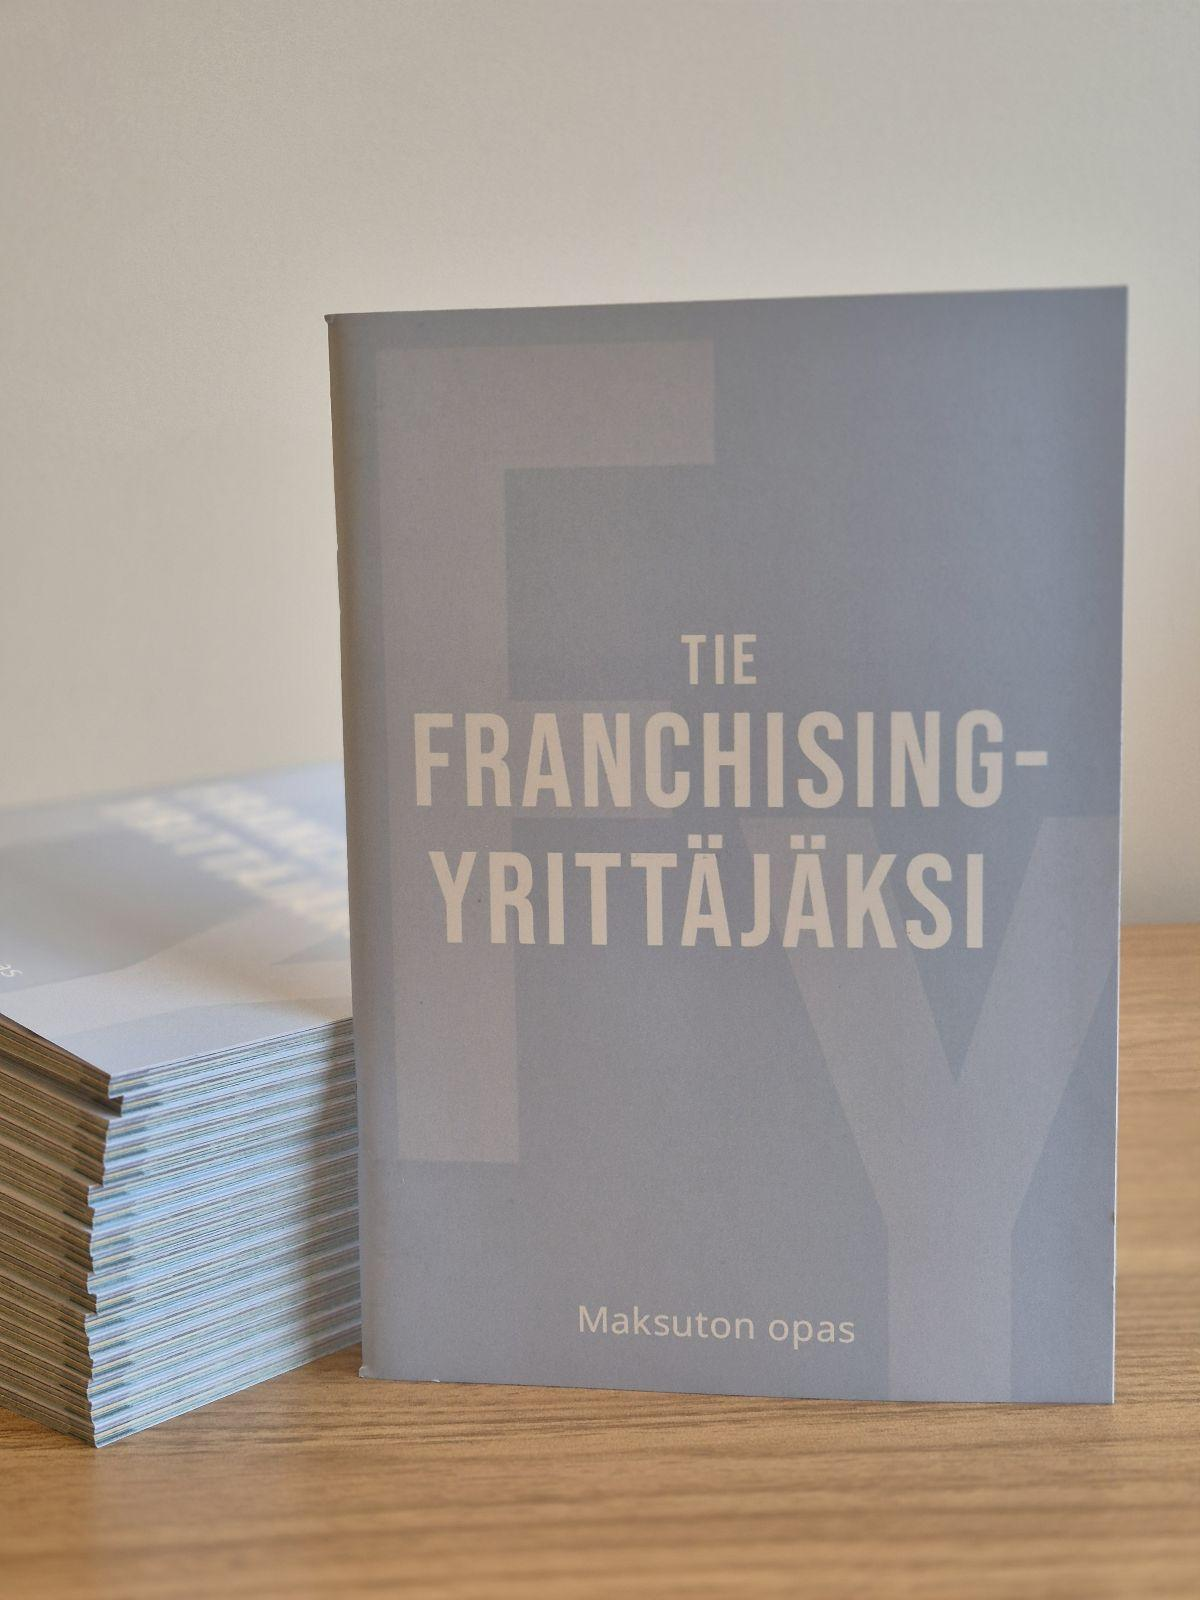 TIE
FRANCHISING-
YRITTÄJÄKSI
Maksuton opas